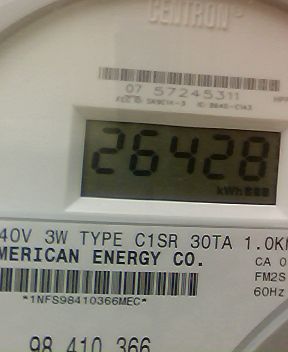 CENTRON®
07 57245311
26428
kWh
40V 3W TYPE C1SR 30TA 1.0K
MERICAN ENERGY CO.
CA 0
FM2S
60Hz
*1NFS98410366MEC*
98 410 366